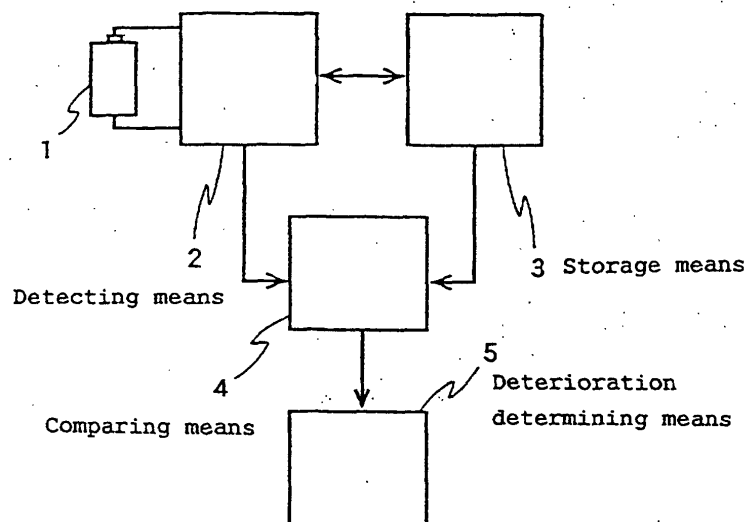 1
2
Detecting means
3 Storage means
4
Comparing means
5
Deterioration
determining means